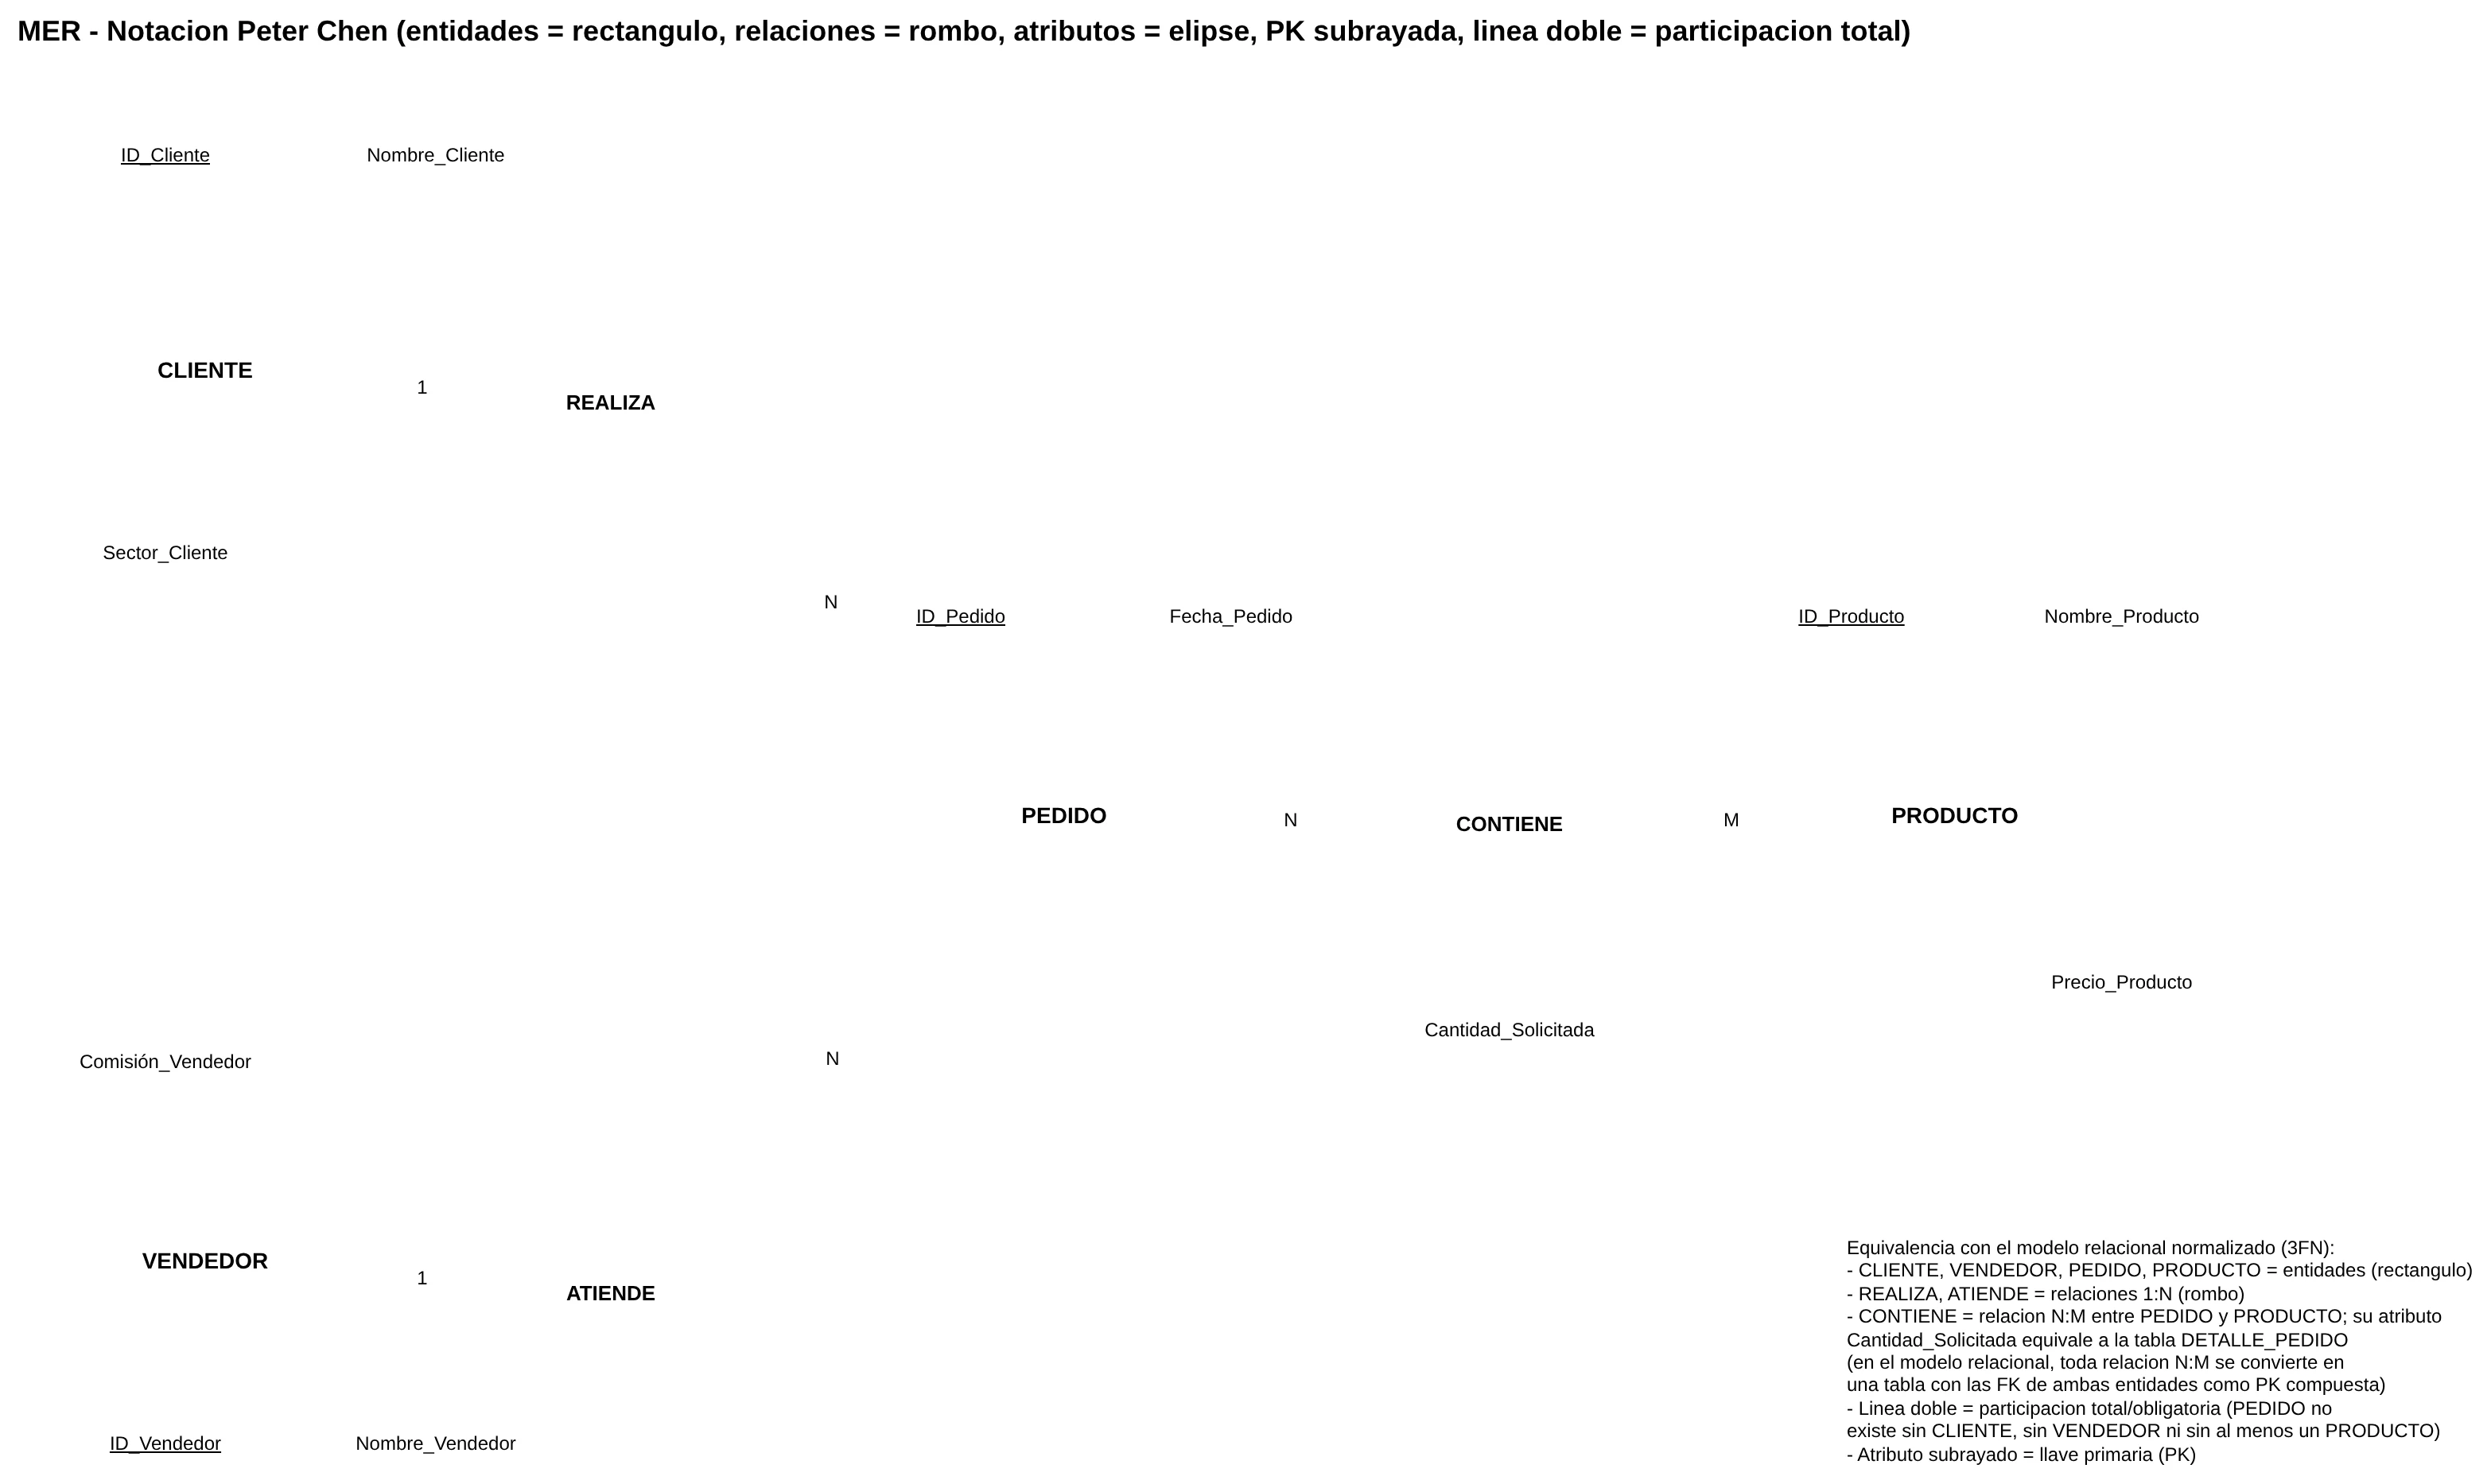 MER - Notacion Peter Chen (entidades = rectangulo, relaciones = rombo, atributos = elipse, PK subrayada, linea doble = participacion total)
ID_Cliente
Nombre_Cliente
CLIENTE
1
REALIZA
Sector_Cliente
N
ID_Pedido
Fecha_Pedido
ID_Producto
Nombre_Producto
PEDIDO
N
CONTIENE
M
PRODUCTO
Precio_Producto
Cantidad_Solicitada
Comisión_Vendedor
N
VENDEDOR
1
ATIENDE
ID_Vendedor
Nombre_Vendedor
Equivalencia con el modelo relacional normalizado (3FN):
- CLIENTE, VENDEDOR, PEDIDO, PRODUCTO = entidades (rectangulo)
- REALIZA, ATIENDE = relaciones 1:N (rombo)
- CONTIENE = relacion N:M entre PEDIDO y PRODUCTO; su atributo
Cantidad_Solicitada equivale a la tabla DETALLE_PEDIDO
(en el modelo relacional, toda relacion N:M se convierte en
una tabla con las FK de ambas entidades como PK compuesta)
- Linea doble = participacion total/obligatoria (PEDIDO no
existe sin CLIENTE, sin VENDEDOR ni sin al menos un PRODUCTO)
- Atributo subrayado = llave primaria (PK)